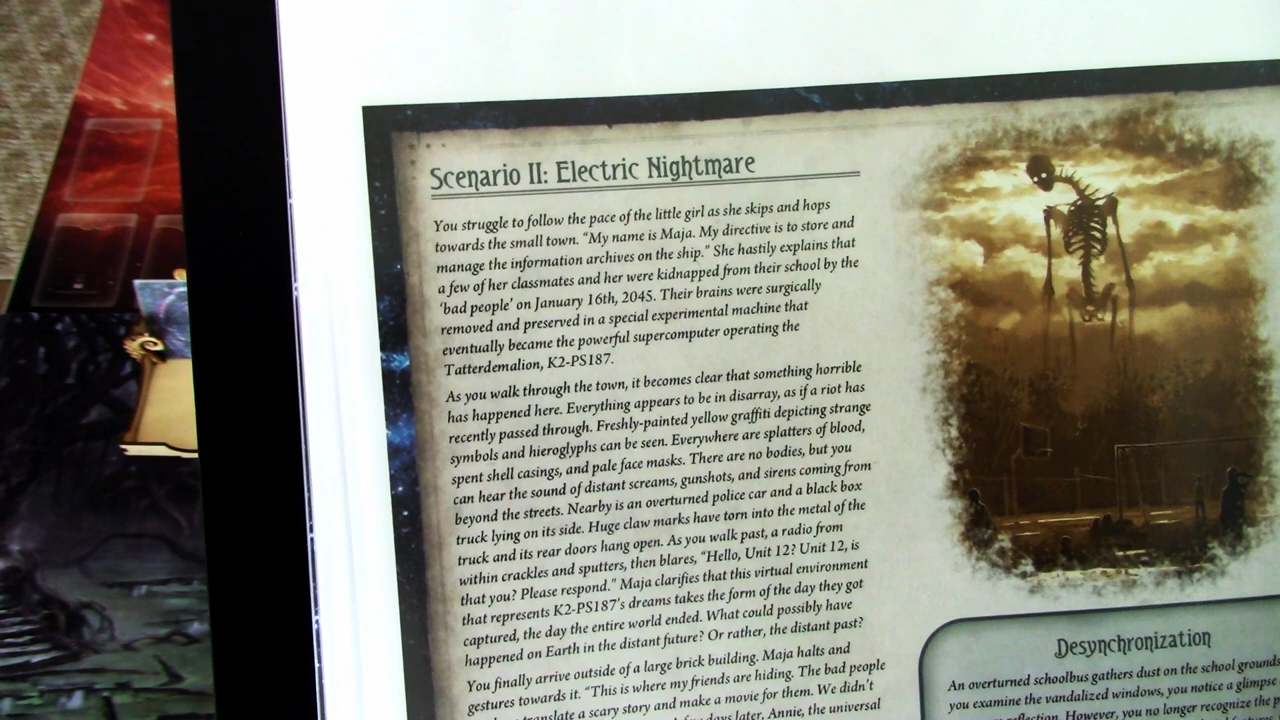 Scenario II: Electric Nightmare
You struggle to follow the pace of the little girl as she skips and hops
towards the small town. “My name is Maja. My directive is to store and
manage the information archives on the ship.” She hastily explains that
a few of her classmates and her were kidnapped from their school by the
‘bad people’ on January 16th, 2045. Their brains were surgically
removed and preserved in a special experimental machine that
eventually became the powerful supercomputer operating the
Tatterdemalion, K2-PS187.
As you walk through the town, it becomes clear that something horrible
has happened here. Everything appears to be in disarray, as if a riot has
recently passed through. Freshly-painted yellow graffiti depicting strange
symbols and hieroglyphs can be seen. Everywhere are splatters of blood,
spent shell casings, and pale face masks. There are no bodies, but you
can hear the sound of distant screams, gunshots, and sirens coming from
beyond the streets. Nearby is an overturned police car and a black box
truck lying on its side. Huge claw marks have torn into the metal of the
truck and its rear doors hang open. As you walk past, a radio from
within crackles and sputters, then blares, “Hello, Unit 12? Unit 12, is
that you? Please respond.” Maja clarifies that this virtual environment
that represents K2-PS187’s dreams takes the form of the day they got
captured, the day the entire world ended. What could possibly have
happened on Earth in the distant future? Or rather, the distant past?
You finally arrive outside of a large brick building. Maja halts and
gestures towards it. “This is where my friends are hiding. The bad people
translate a scary story and make a movie for them. We didn’t
few days later, Annie, the universal
Desynchronization
An overturned schoolbus gathers dust on the school grounds
you examine the vandalized windows, you notice a glimpse
reflection. However, you no longer recognize the